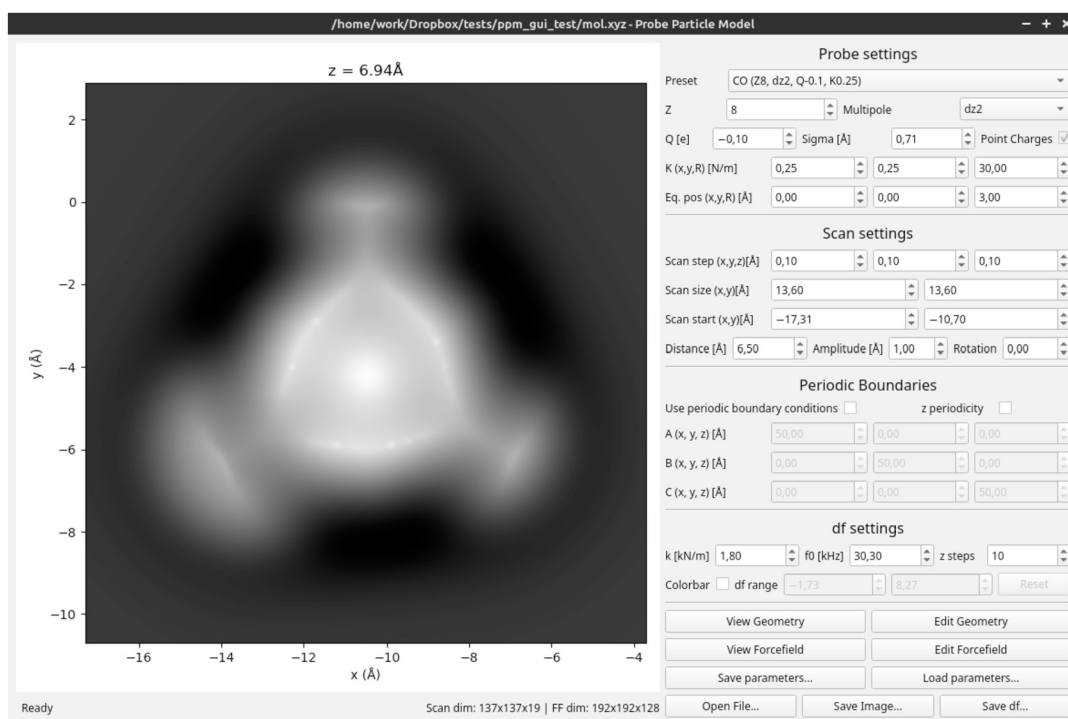 /home/work/Dropbox/tests/ppm_gui_test/mol.xyz - Probe Particle Model
z = 6.94Å
2
0
−2
−4
−6
−8
−10
y (Å)
−16 −14 −12 −10 −8 −6 −4
x (Å)
Probe settings
Preset CO (Z8, dz2, Q-0.1, K0.25)
Z 8 Multipole dz2
Q [e] −0,10 Sigma [Å] 0,71 Point Charges
K (x,y,R) [N/m] 0,25 0,25 30,00
Eq. pos (x,y,R) [Å] 0,00 0,00 3,00
Scan settings
Scan step (x,y,z)[Å] 0,10 0,10 0,10
Scan size (x,y)[Å] 13,60 13,60
Scan start (x,y)[Å] −17,31 −10,70
Distance [Å] 6,50 Amplitude [Å] 1,00 Rotation 0,00
Periodic Boundaries
Use periodic boundary conditions z periodicity
A (x, y, z) [Å] 50,00 0,00 0,00
B (x, y, z) [Å] 0,00 50,00 0,00
C (x, y, z) [Å] 0,00 0,00 50,00
df settings
k [kN/m] 1,80 f0 [kHz] 30,30 z steps 10
Colorbar df range −1,73 8,27 Reset
View Geometry Edit Geometry
View Forcefield Edit Forcefield
Save parameters... Load parameters...
Open File... Save Image... Save df...
Ready Scan dim: 137x137x19 | FF dim: 192x192x128